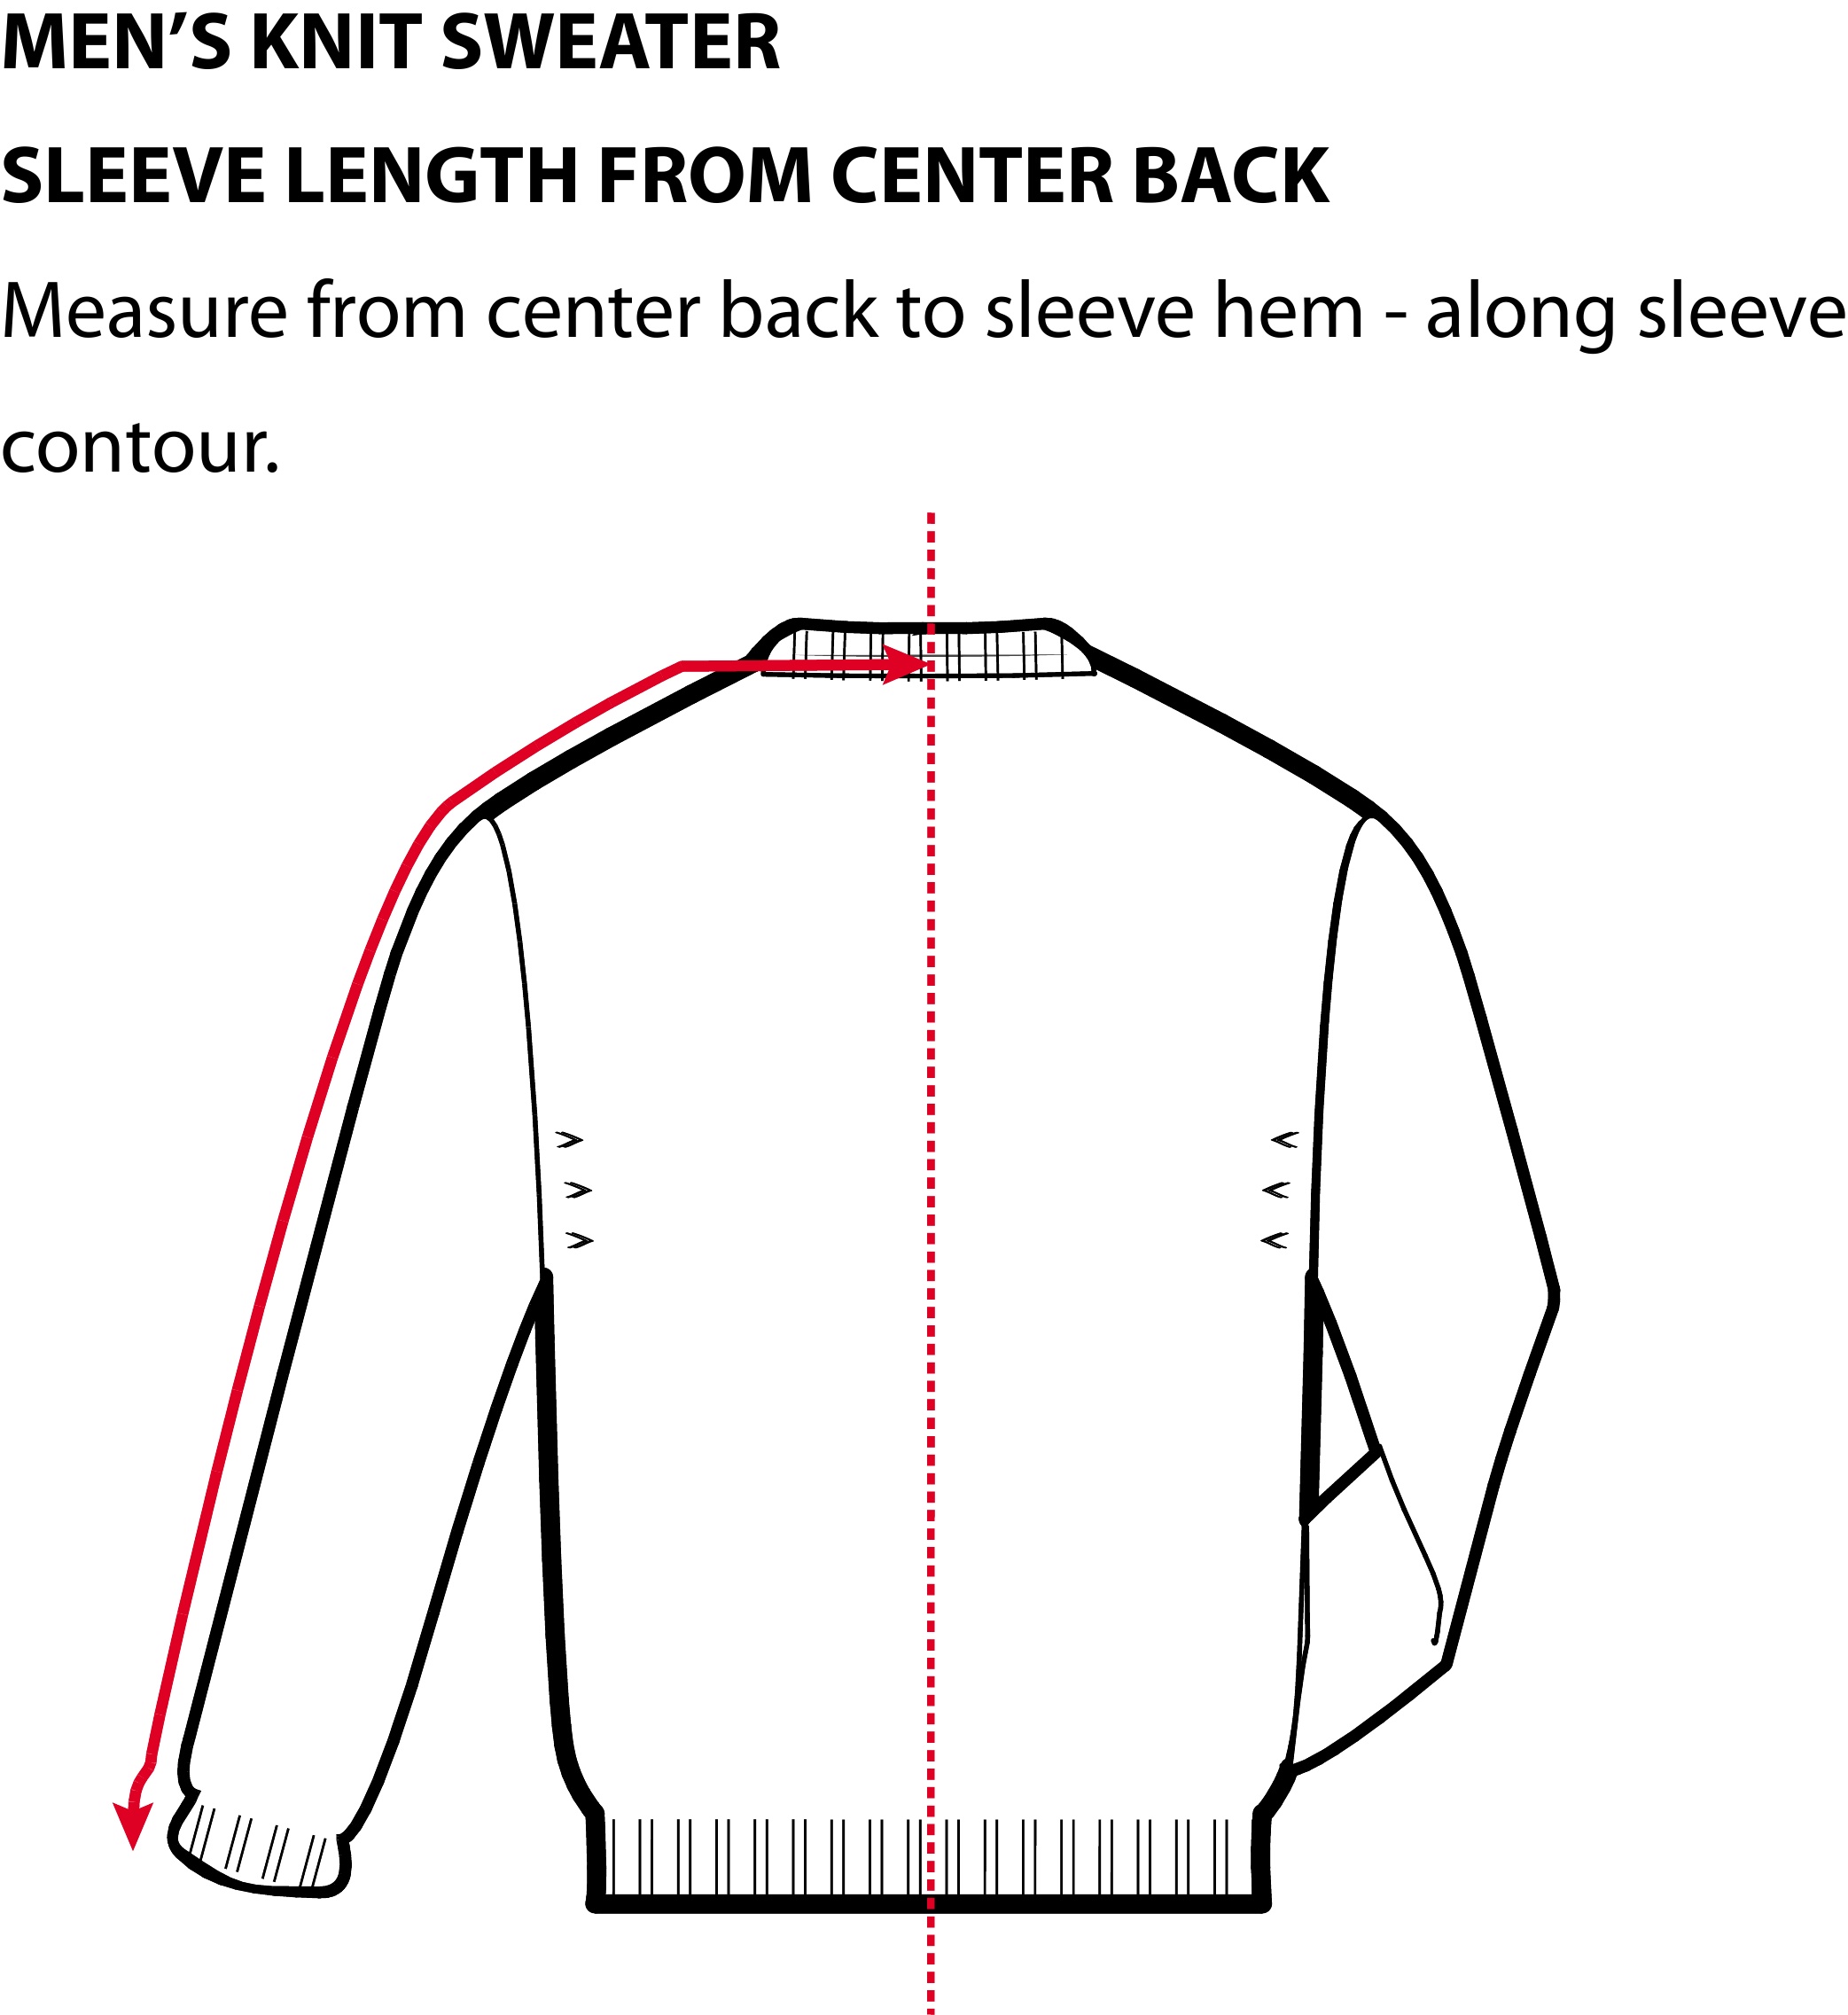 MEN’S KNIT SWEATER
SLEEVE LENGTH FROM CENTER BACK
Measure from center back to sleeve hem - along sleeve
contour.